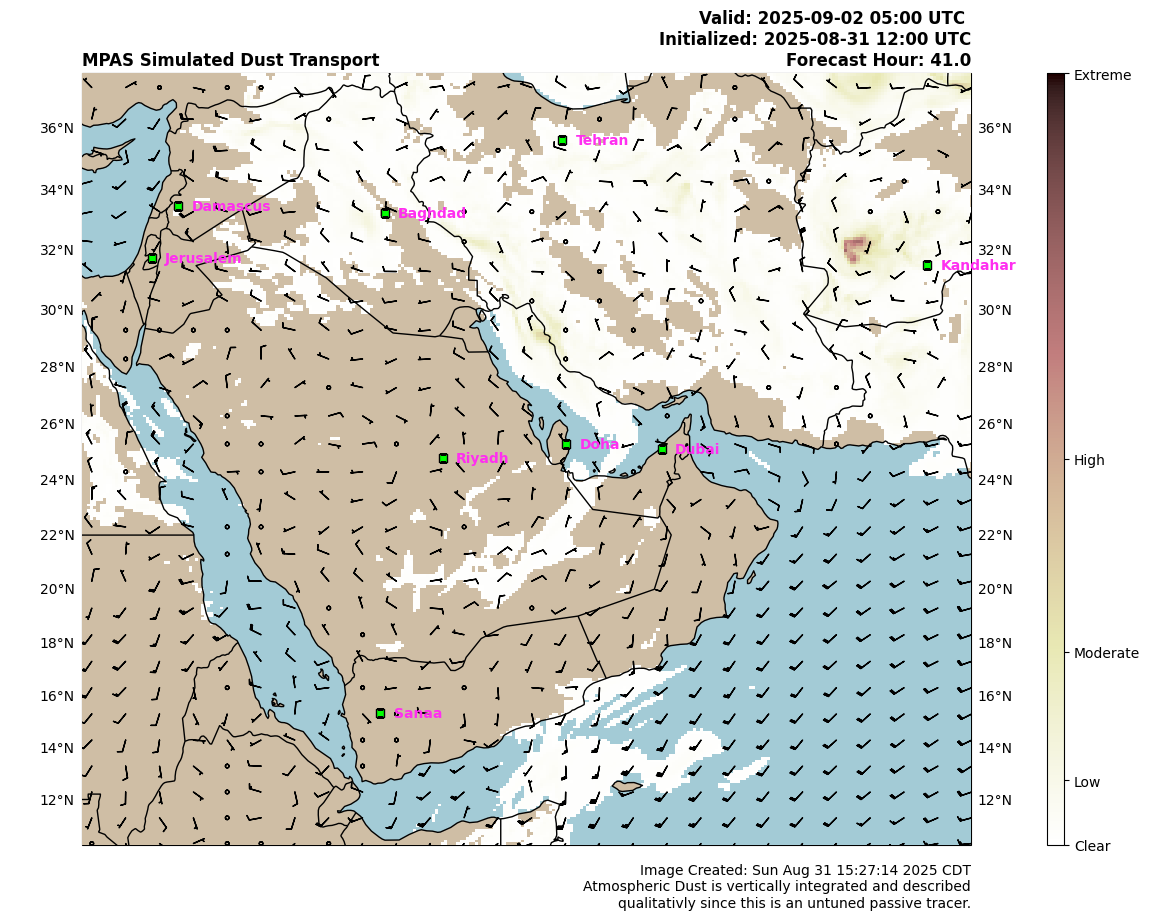 Valid: 2025-09-02 05:00 UTC
Initialized: 2025-08-31 12:00 UTC
MPAS Simulated Dust Transport
Forecast Hour: 41.0
Extreme
36°N
Tehran
36°N
34°N
34°N
Damascus
Baghdad
32°N
32°N
Jerusalem
Kandahar
30°N
30°N
28°N
28°N
26°N
26°N
Doha
Dubai
Riyadh
High
24°N
24°N
22°N
22°N
20°N
20°N
18°N
18°N
Moderate
16°N
16°N
Sanaa
14°N
14°N
Low
12°N
12°N
Clear
Image Created: Sun Aug 31 15:27:14 2025 CDT
Atmospheric Dust is vertically integrated and described
qualitativly since this is an untuned passive tracer.